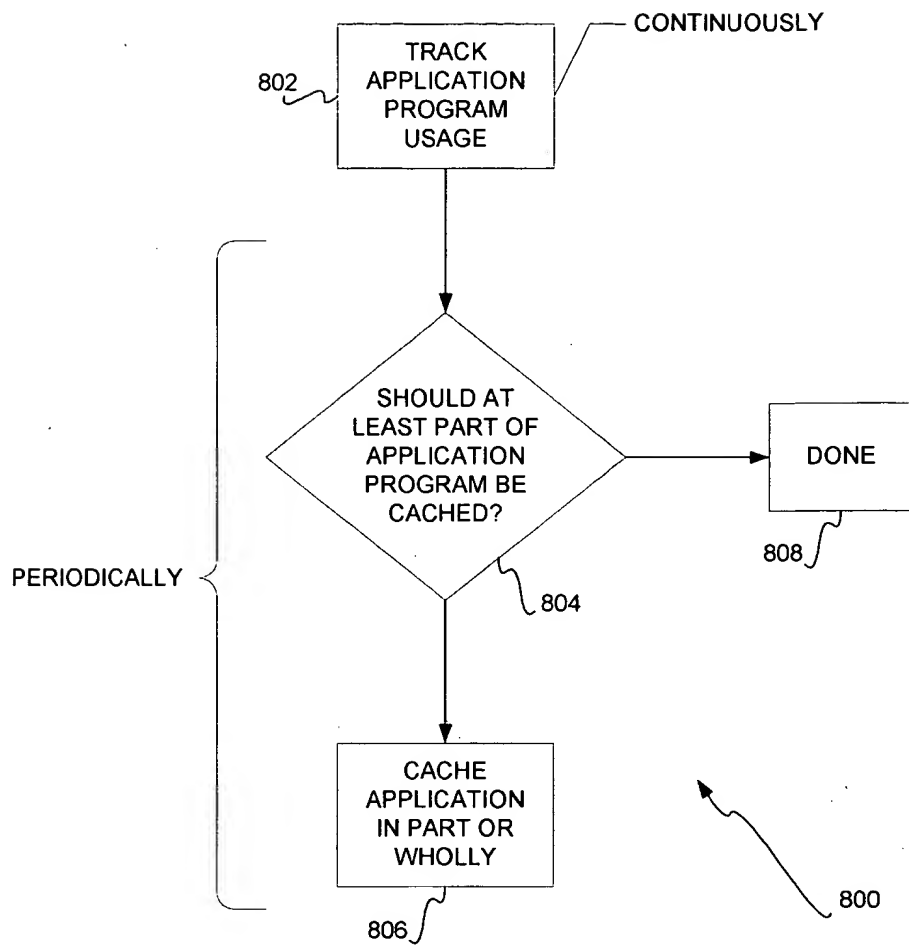 CONTINUOUSLY
802
TRACK
APPLICATION
PROGRAM
USAGE
SHOULD AT
LEAST PART OF
APPLICATION
PROGRAM BE
CACHED?
DONE
808
PERIODICALLY
804
CACHE
APPLICATION
IN PART OR
WHOLLY
806
800